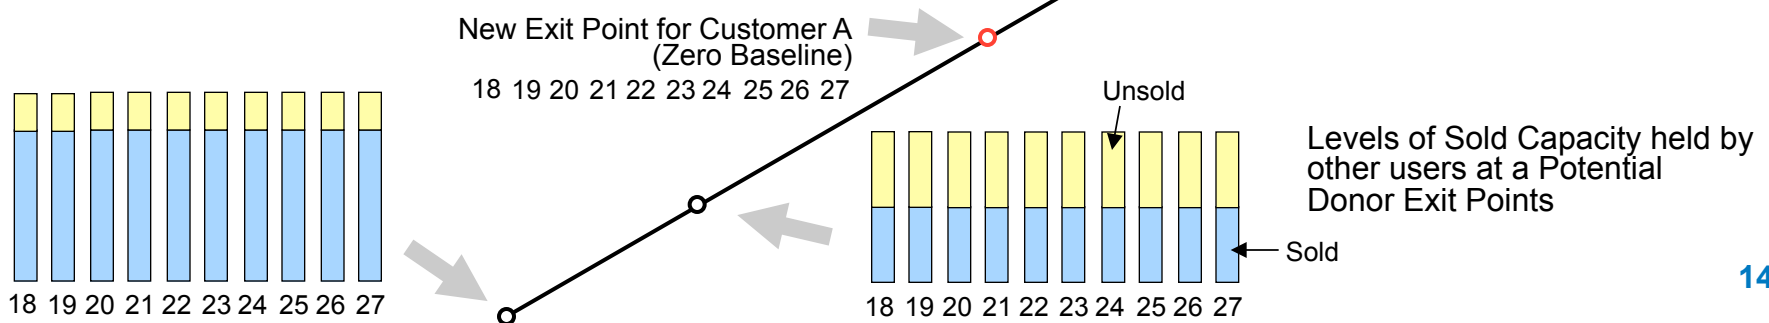 New Exit Point for Customer A
(Zero Baseline)
18 19 20 21 22 23 24 25 26 27
Unsold
Levels of Sold Capacity held by
other users at a Potential
Donor Exit Points
Sold
14
18 19 20 21 22 23 24 25 26 27
18 19 20 21 22 23 24 25 26 27